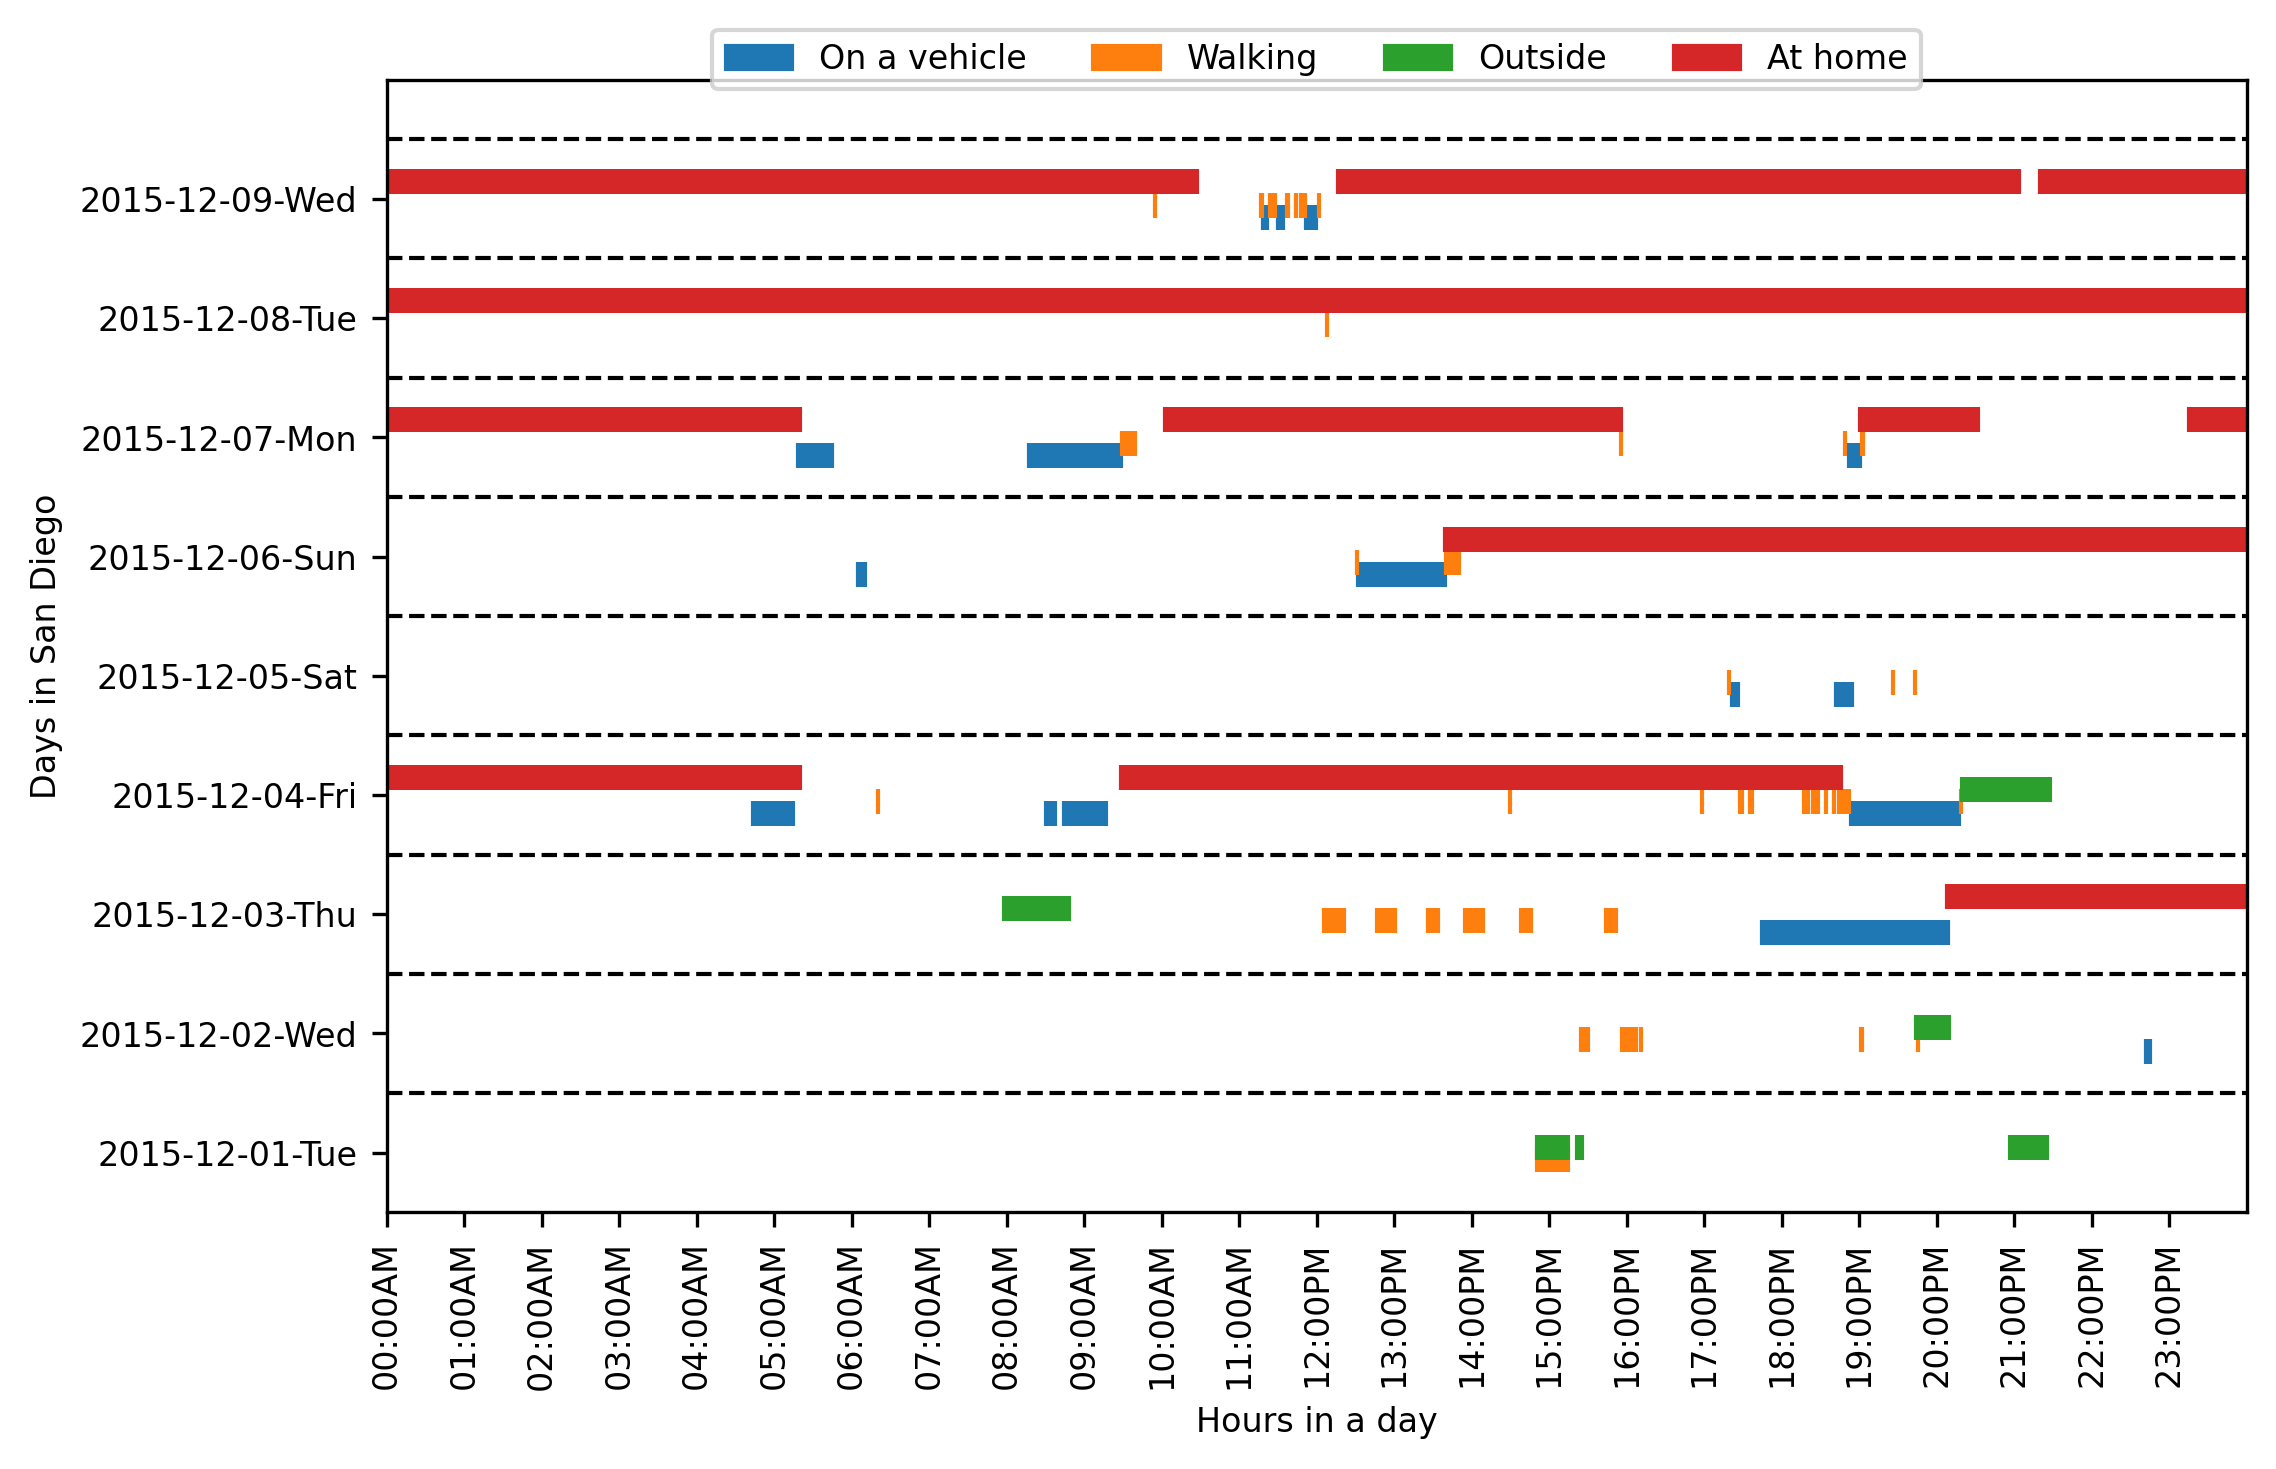 On a vehicle Walking Outside At home
Days in San Diego
2015-12-09-Wed
2015-12-08-Tue
2015-12-07-Mon
2015-12-06-Sun
2015-12-05-Sat
2015-12-04-Fri
2015-12-03-Thu
2015-12-02-Wed
2015-12-01-Tue
00:00AM
01:00AM
02:00AM
03:00AM
04:00AM
05:00AM
06:00AM
07:00AM
08:00AM
09:00AM
10:00AM
11:00AM
12:00PM
13:00PM
14:00PM
15:00PM
16:00PM
17:00PM
18:00PM
19:00PM
20:00PM
21:00PM
22:00PM
23:00PM
Hours in a day